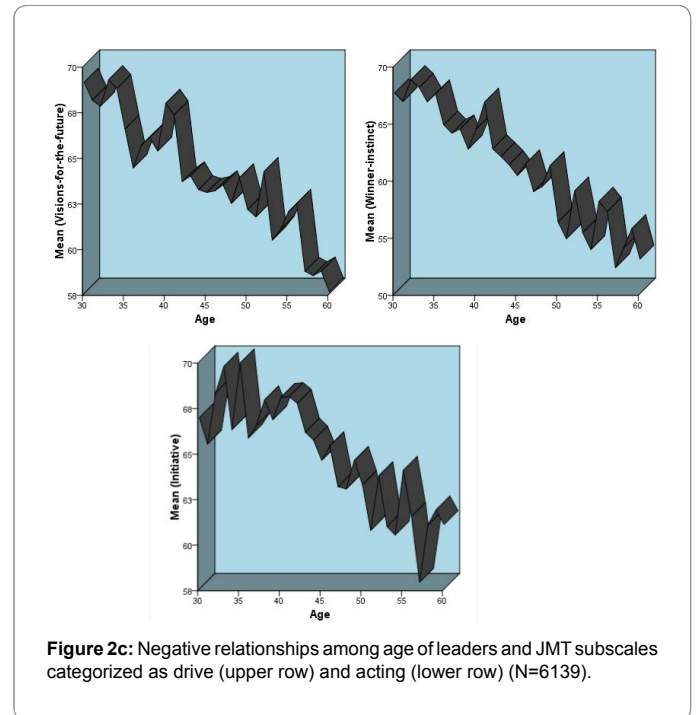 70
68
65
63
60
58
Mean (Visions-for-the-future)
30 35 40 45 50 55 60
Age
70
65
60
55
50
Mean (Winner-instinct)
30 35 40 45 50 55 60
Age
70
68
65
63
60
58
Mean (Initiative)
30 35 40 45 50 55 60
Age
Figure 2c: Negative relationships among age of leaders and JMT subscales
categorized as drive (upper row) and acting (lower row) (N=6139).